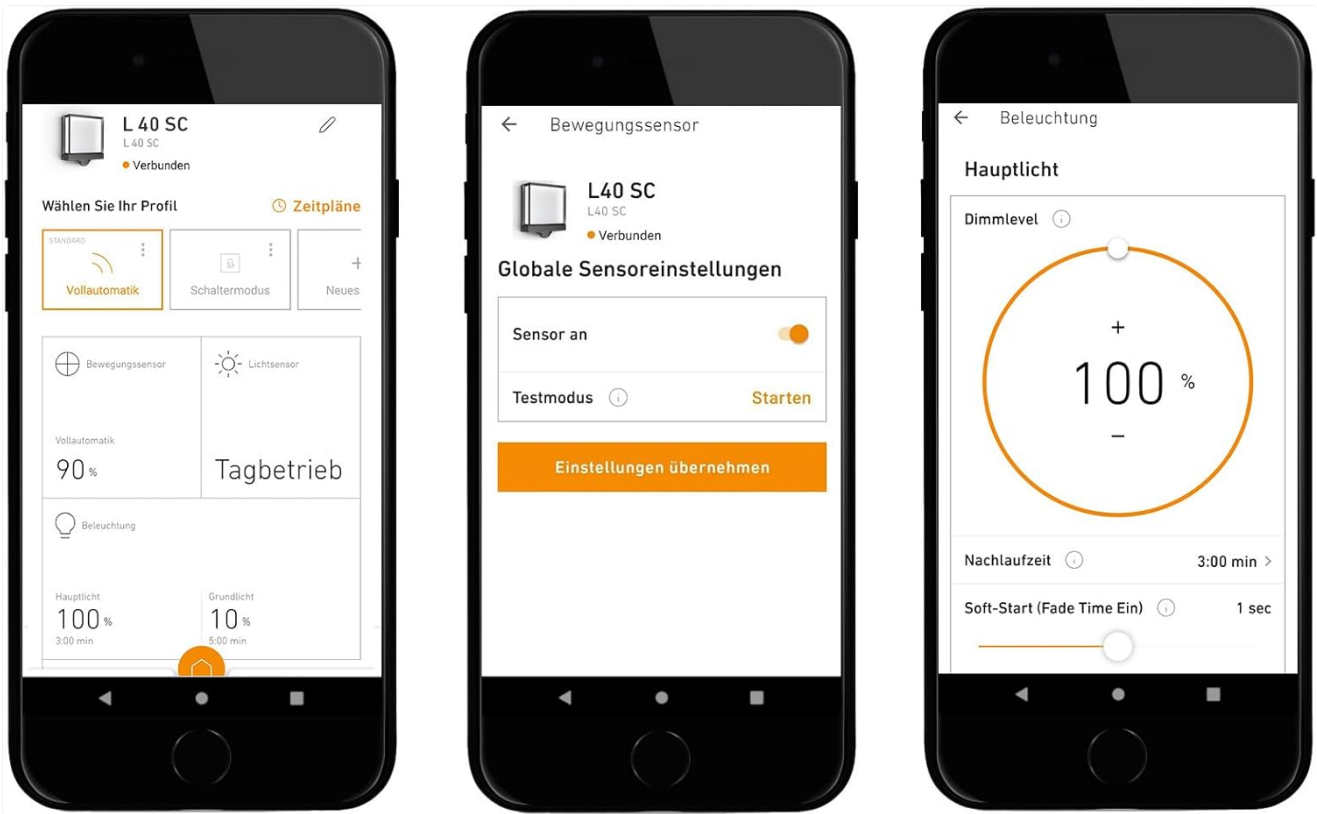 L 40 SC
L 40 SC
Verbunden
Wählen Sie Ihr Profil
Zeitpläne
STANDARD
Vollautomatik
Schaltermodus
Neues
Bewegungssensor
Lichtsensor
Vollautomatik
90 %
Tagbetrieb
Beleuchtung
Hauptlicht
100 %
3:00 min
Grundlicht
10 %
5:00 min
Bewegungssensor
L40 SC
L40 SC
Verbunden
Globale Sensoreinstellungen
Sensor an
Testmodus
Starten
Einstellungen übernehmen
Beleuchtung
Hauptlicht
Dimmlevel
+
100 %
−
Nachlaufzeit
3:00 min >
Soft-Start (Fade Time Ein)
1 sec